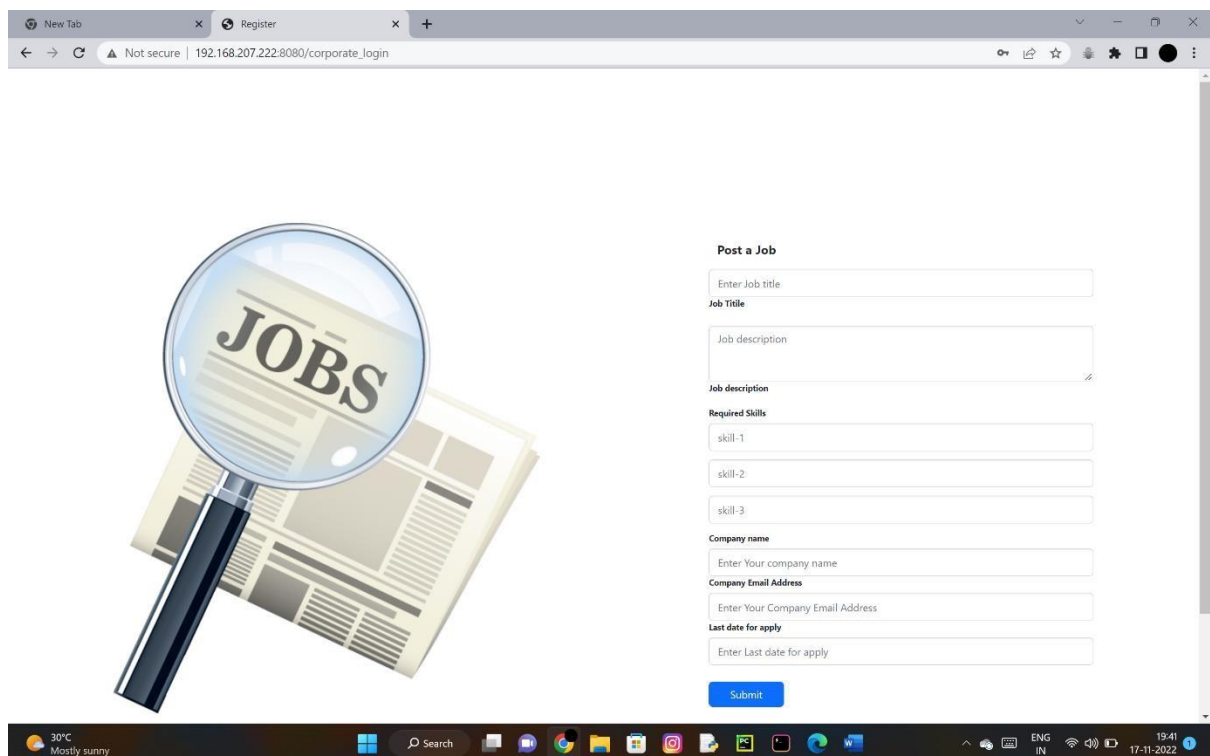 New Tab
Register
Not secure 192.168.207.222:8080/corporate_login
JOBS
Post a Job
Enter Job title
Job Titile
Job description
Job description
Required Skills
skill-1
skill-2
skill-3
Company name
Enter Your company name
Company Email Address
Enter Your Company Email Address
Last date for apply
Enter Last date for apply
Submit
30°C
Mostly sunny
Search
PC
W
ENG
IN
19:41
17-11-2022
1